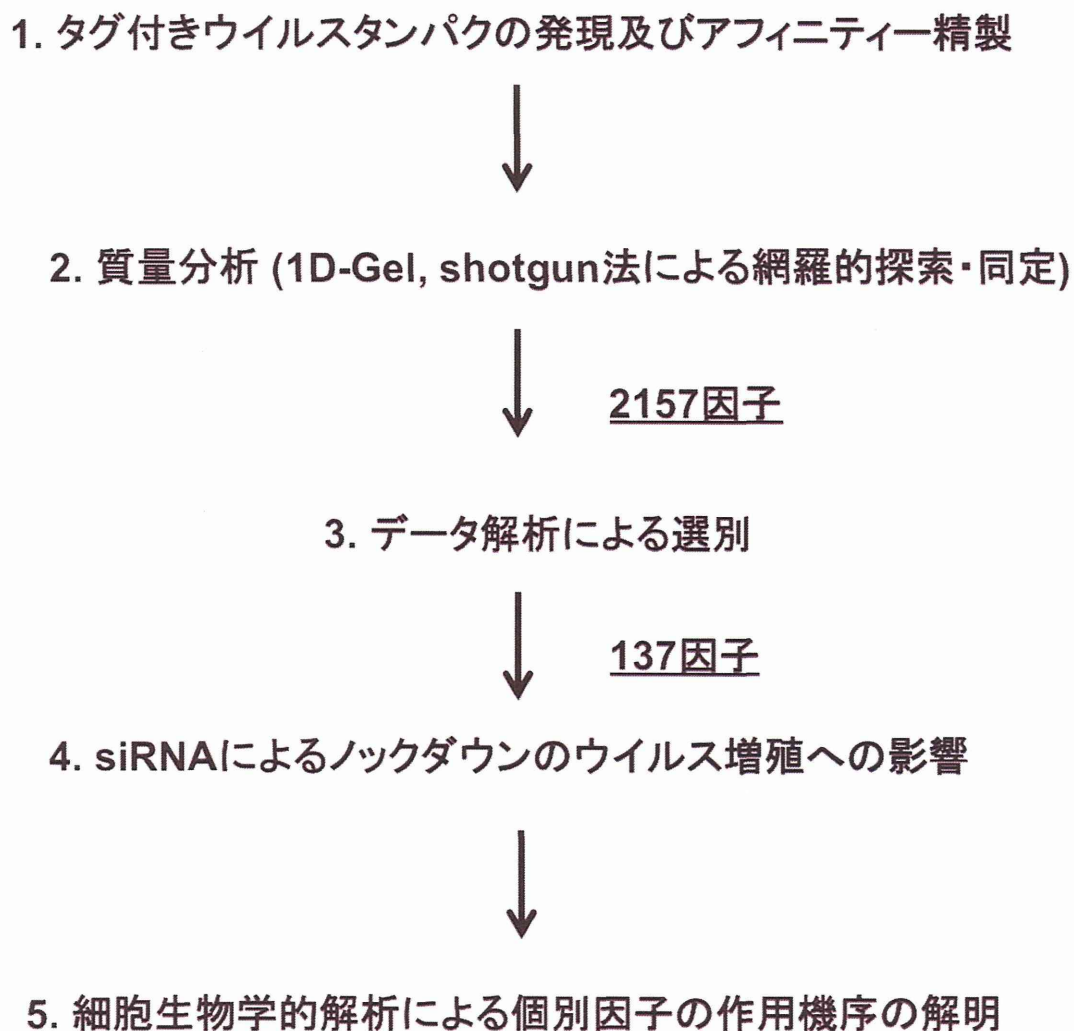 1. タグ付きウイルスタンパクの発現及びアフィニティー精製
2. 質量分析 (1D-Gel, shotgun法による網羅的探索・同定)
2157因子
3. データ解析による選別
137因子
4. siRNAによるノックダウンのウイルス増殖への影響
5. 細胞生物学的解析による個別因子の作用機序の解明